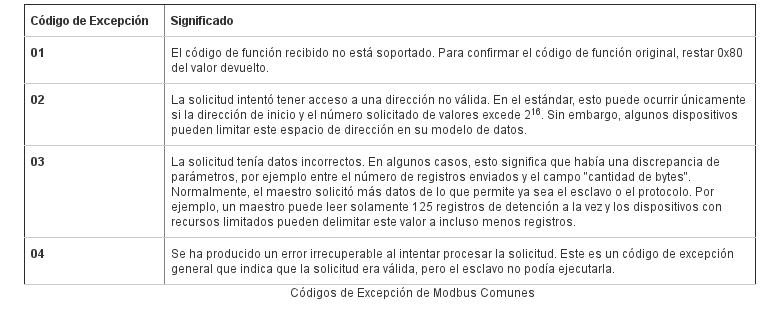 Código de Excepción Significado
01 El código de función recibido no está soportado. Para confirmar el código de función original, restar 0x80
del valor devuelto.
02 La solicitud intentó tener acceso a una dirección no válida. En el estándar, esto puede ocurrir únicamente
si la dirección de inicio y el número solicitado de valores excede 2¹⁶. Sin embargo, algunos dispositivos
pueden limitar este espacio de dirección en su modelo de datos.
03 La solicitud tenía datos incorrectos. En algunos casos, esto significa que había una discrepancia de
parámetros, por ejemplo entre el número de registros enviados y el campo "cantidad de bytes".
Normalmente, el maestro solicitó más datos de lo que permite ya sea el esclavo o el protocolo. Por
ejemplo, un maestro puede leer solamente 125 registros de detención a la vez y los dispositivos con
recursos limitados pueden delimitar este valor a incluso menos registros.
04 Se ha producido un error irrecuperable al intentar procesar la solicitud. Este es un código de excepción
general que indica que la solicitud era válida, pero el esclavo no podía ejecutarla.
Códigos de Excepción de Modbus Comunes